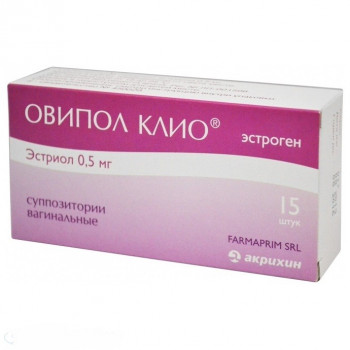 ОВИПОЛ КЛИО®
эстроген
Эстриол 0,5 мг
суппозитории
вагинальные
15
штук
FARMAPRIM SRL
акрихин